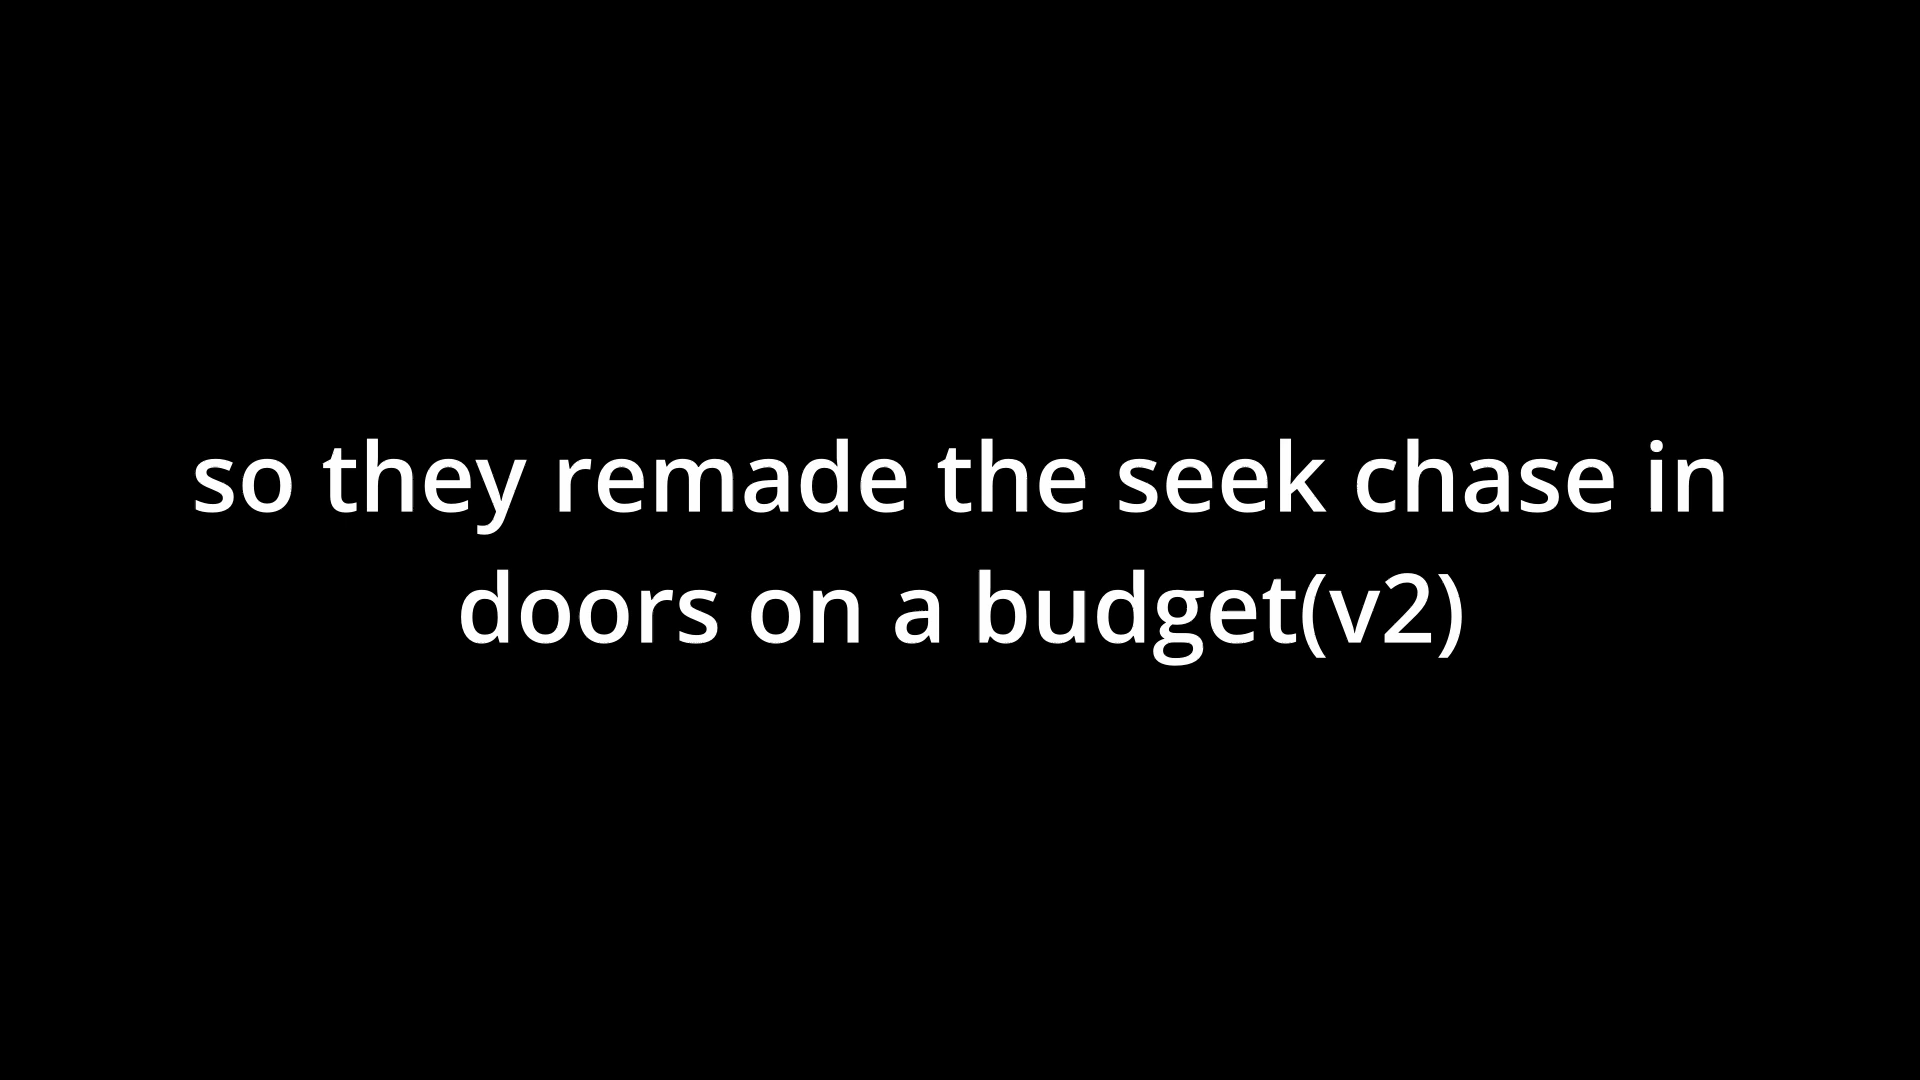 so they remade the seek chase in
doors on a budget(v2)